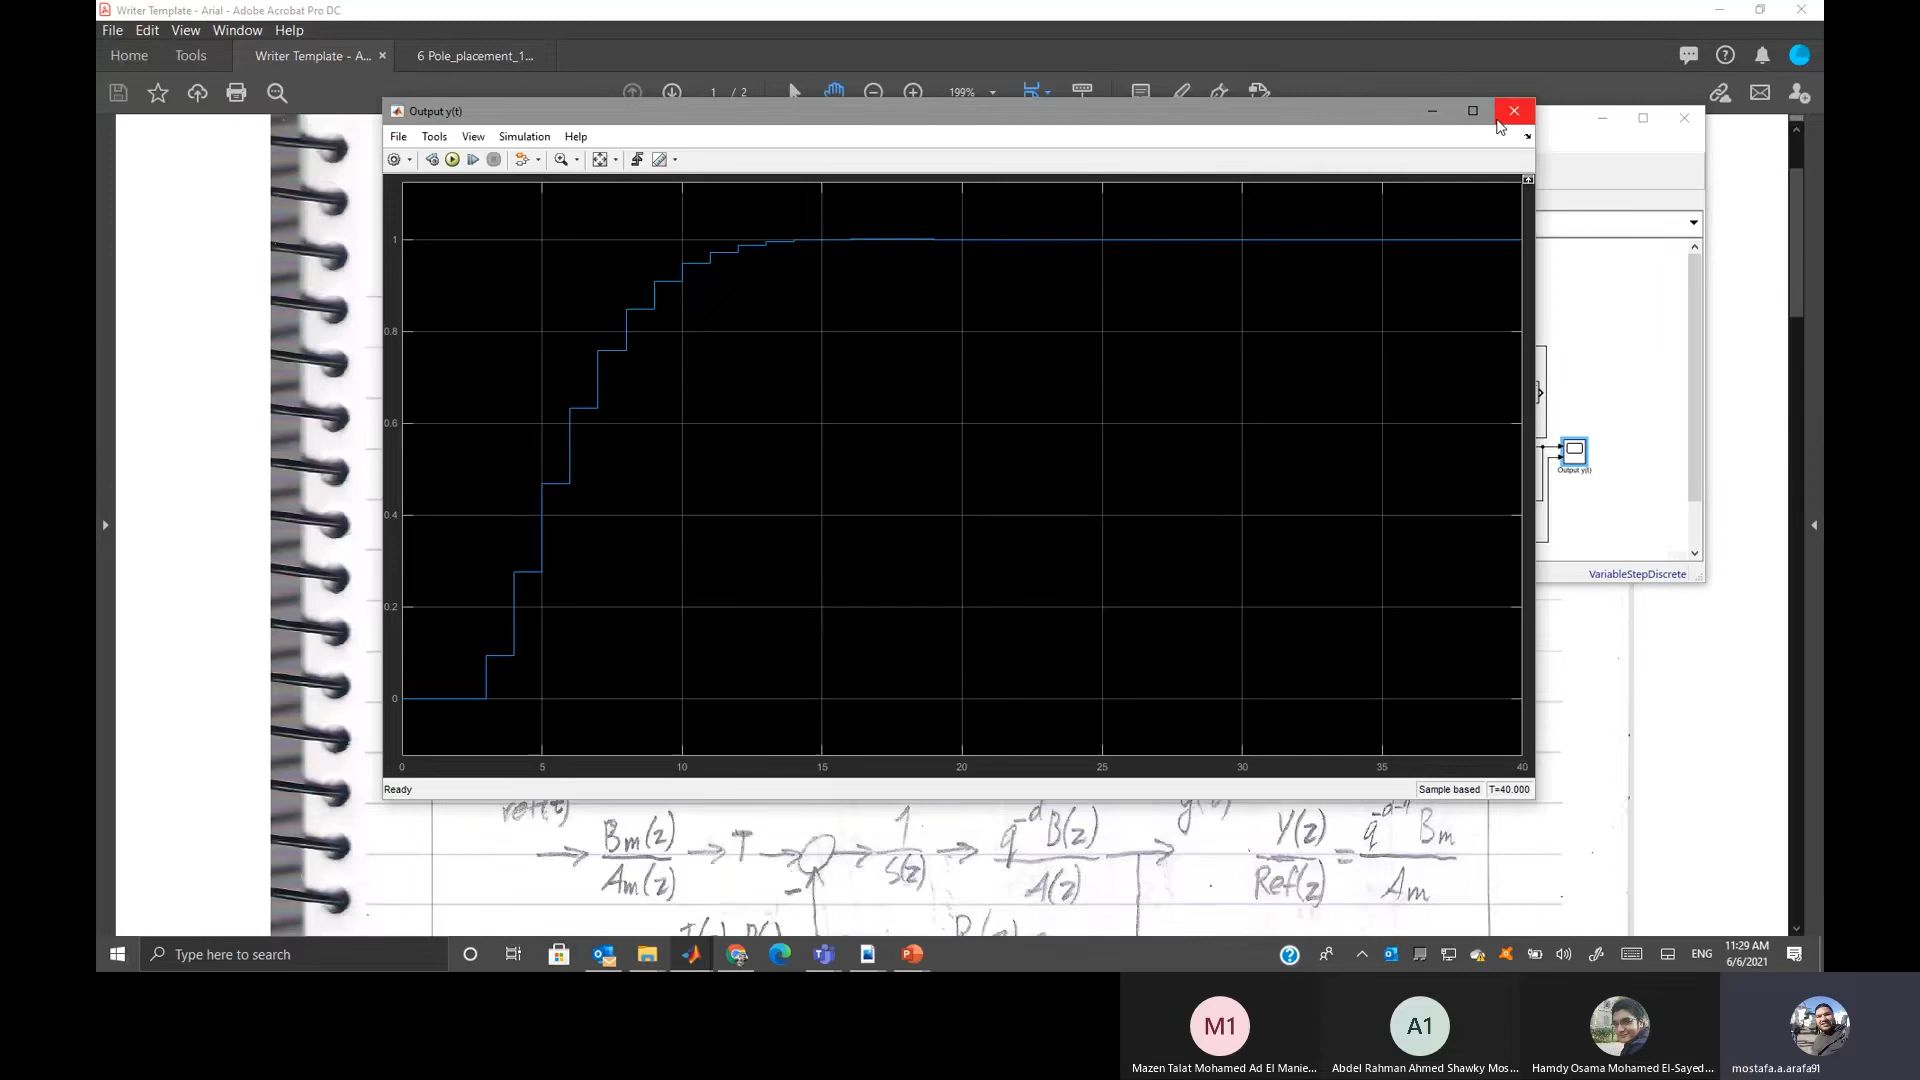 Writer Template - Arial - Adobe Acrobat Pro DC
File Edit View Window Help
Home Tools Writer Template - A... × 6 Pole_placement_1...
1 / 2 199%
Output y(t)
File Tools View Simulation Help
1
0.8
0.6
0.4
0.2
0
0 5 10 15 20 25 30 35 40
Ready Sample based T=40.000
Output y(t)
VariableStepDiscrete
ref(t) y(t)
Bm(z) / Am(z) → T → 1 / S(z) → q^-d B(z) / A(z) → Y(z) / Ref(z) = q^-d-1 Bm / Am
Type here to search
ENG
11:29 AM
6/6/2021
M1 A1
Mazen Talat Mohamed Ad El Manie... Abdel Rahman Ahmed Shawky Mos... Hamdy Osama Mohamed El-Sayed... mostafa.a.arafa91